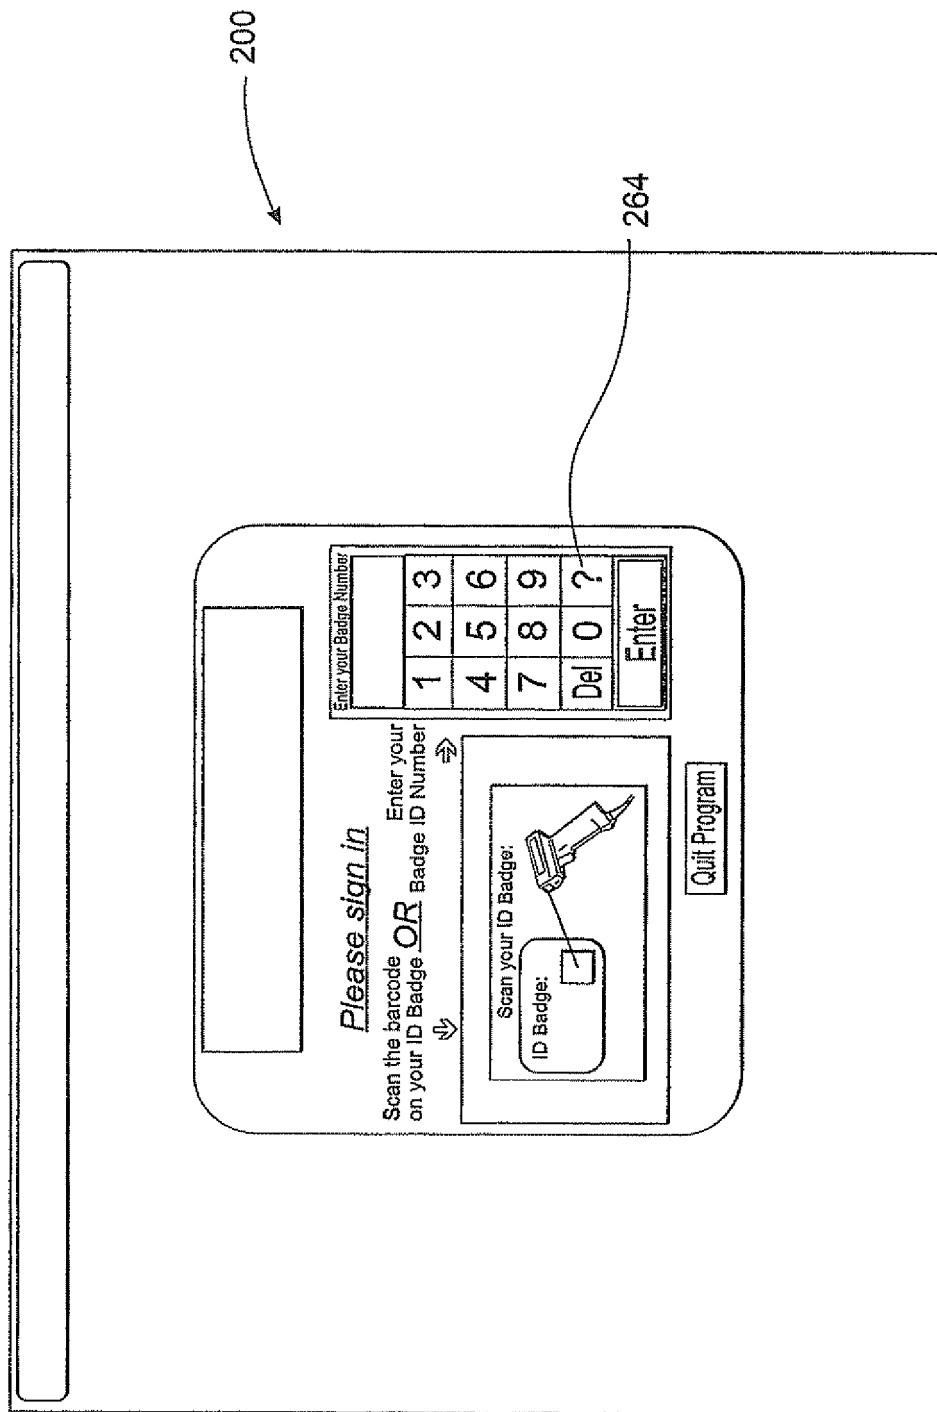 200
Please sign in
Scan the barcode
on your ID Badge
OR
Enter your
Badge ID Number
Enter your Badge Number
1 2 3
4 5 6
7 8 9
Del 0 ?
Enter
264
Scan your ID Badge:
ID Badge:
Quit Program